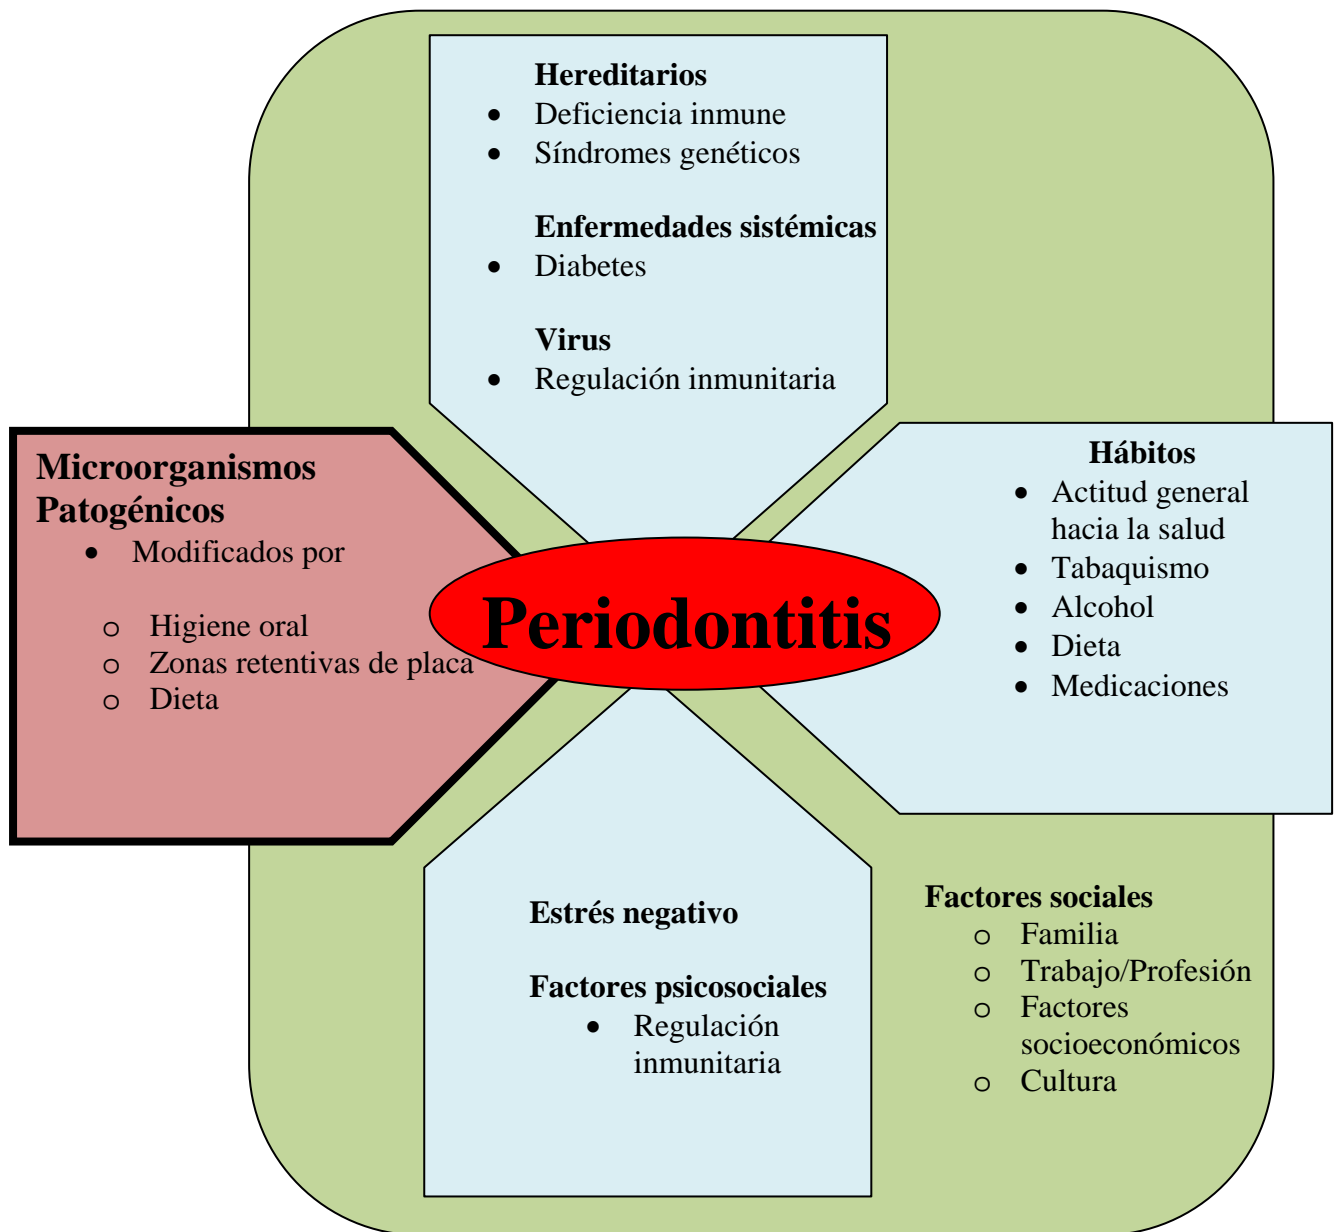 Hereditarios
• Deficiencia inmune
• Síndromes genéticos
Enfermedades sistémicas
• Diabetes
Virus
• Regulación inmunitaria
Microorganismos
Patogénicos
• Modificados por
o Higiene oral
o Zonas retentivas de placa
o Dieta
Periodontitis
Hábitos
• Actitud general
hacia la salud
• Tabaquismo
• Alcohol
• Dieta
• Medicaciones
Estrés negativo
Factores psicosociales
• Regulación
inmunitaria
Factores sociales
o Familia
o Trabajo/Profesión
o Factores
socioeconómicos
o Cultura